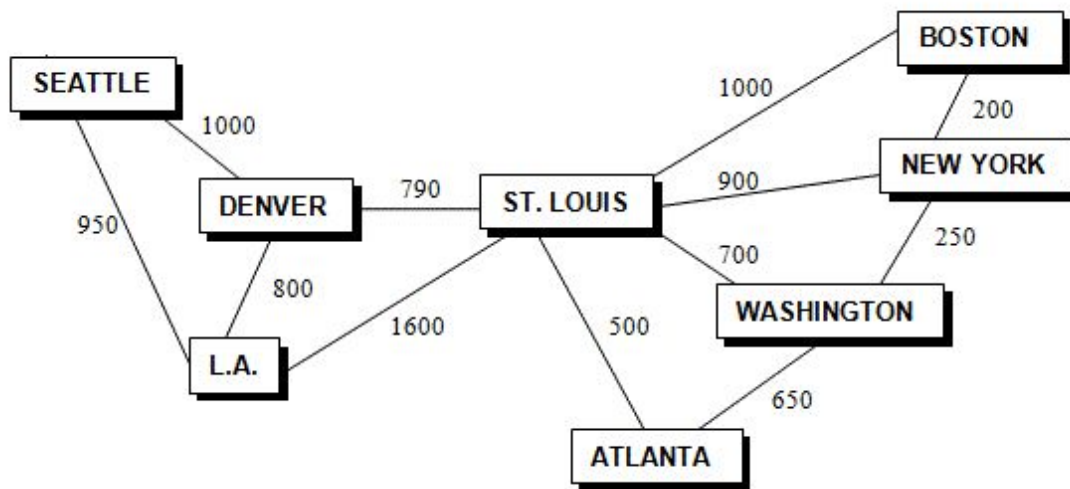 BOSTON
SEATTLE
1000
200
1000
NEW YORK
790
900
DENVER
ST. LOUIS
950
250
700
800
WASHINGTON
1600
500
L.A.
650
ATLANTA